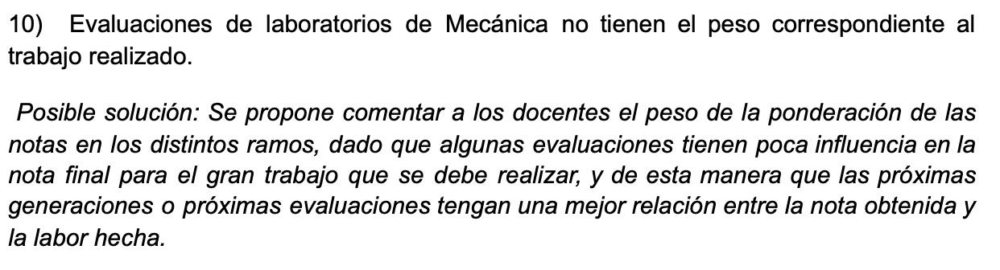 10) Evaluaciones de laboratorios de Mecánica no tienen el peso correspondiente al
trabajo realizado.
Posible solución: Se propone comentar a los docentes el peso de la ponderación de las
notas en los distintos ramos, dado que algunas evaluaciones tienen poca influencia en la
nota final para el gran trabajo que se debe realizar, y de esta manera que las próximas
generaciones o próximas evaluaciones tengan una mejor relación entre la nota obtenida y
la labor hecha.